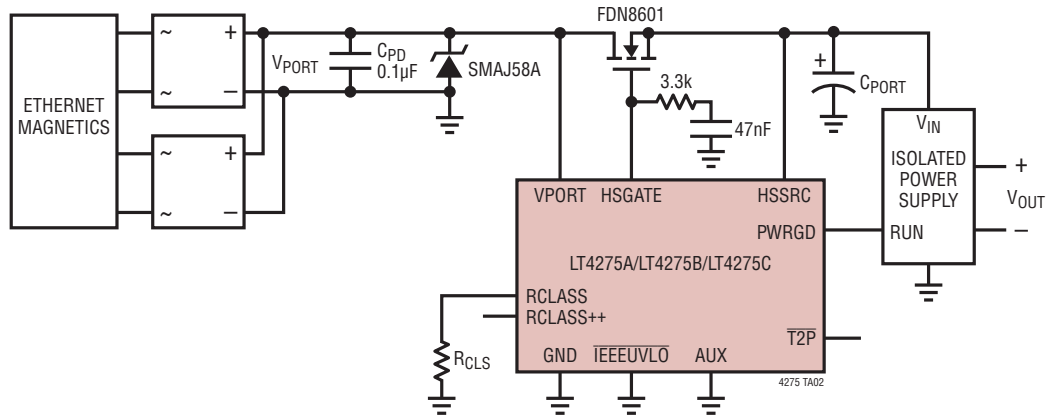 FDN8601
~ +
~ −
V_PORT
C_PD
0.1µF
SMAJ58A
3.3k
47nF
+
C_PORT
ETHERNET
MAGNETICS
~ +
~ −
V_IN
ISOLATED
POWER
SUPPLY
RUN
+
V_OUT
−
VPORT HSGATE HSSRC
PWRGD
LT4275A/LT4275B/LT4275C
RCLASS
RCLASS++
T2P
R_CLS
GND IEEEUVLO AUX
4275 TA02